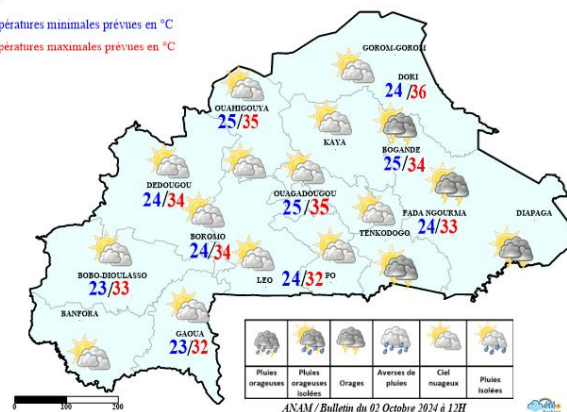 pératures minimales prévues en °C
pératures maximales prévues en °C
GOROM-GOROM
DORI
24/36
OUAHIGOUYA
25/35
KAYA
BOGANDE
25/34
DEDOUGOU
24/34
OUAGADOUGOU
25/35
FADA NGOURMA
24/33
DIAPAGA
BOROMO
24/34
TENKODOGO
BOBO-DIOULASSO
23/33
LEO
24/32
PO
BANFORA
GAOUA
23/32
Pluies orageuses
Pluies orageuses isolées
Orages
Averses de pluies
Ciel nuageux
Pluies Isolées
0 100 200
ANAM / Bulletin du 02 Octobre 2024 à 12H